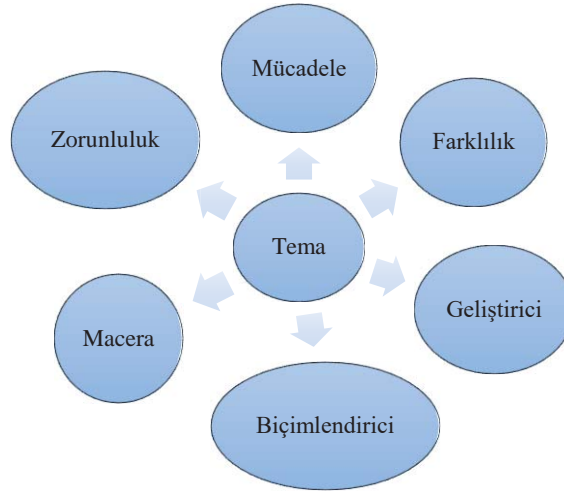 Mücadele
Zorunluluk
Farklılık
Tema
Geliştirici
Macera
Biçimlendirici